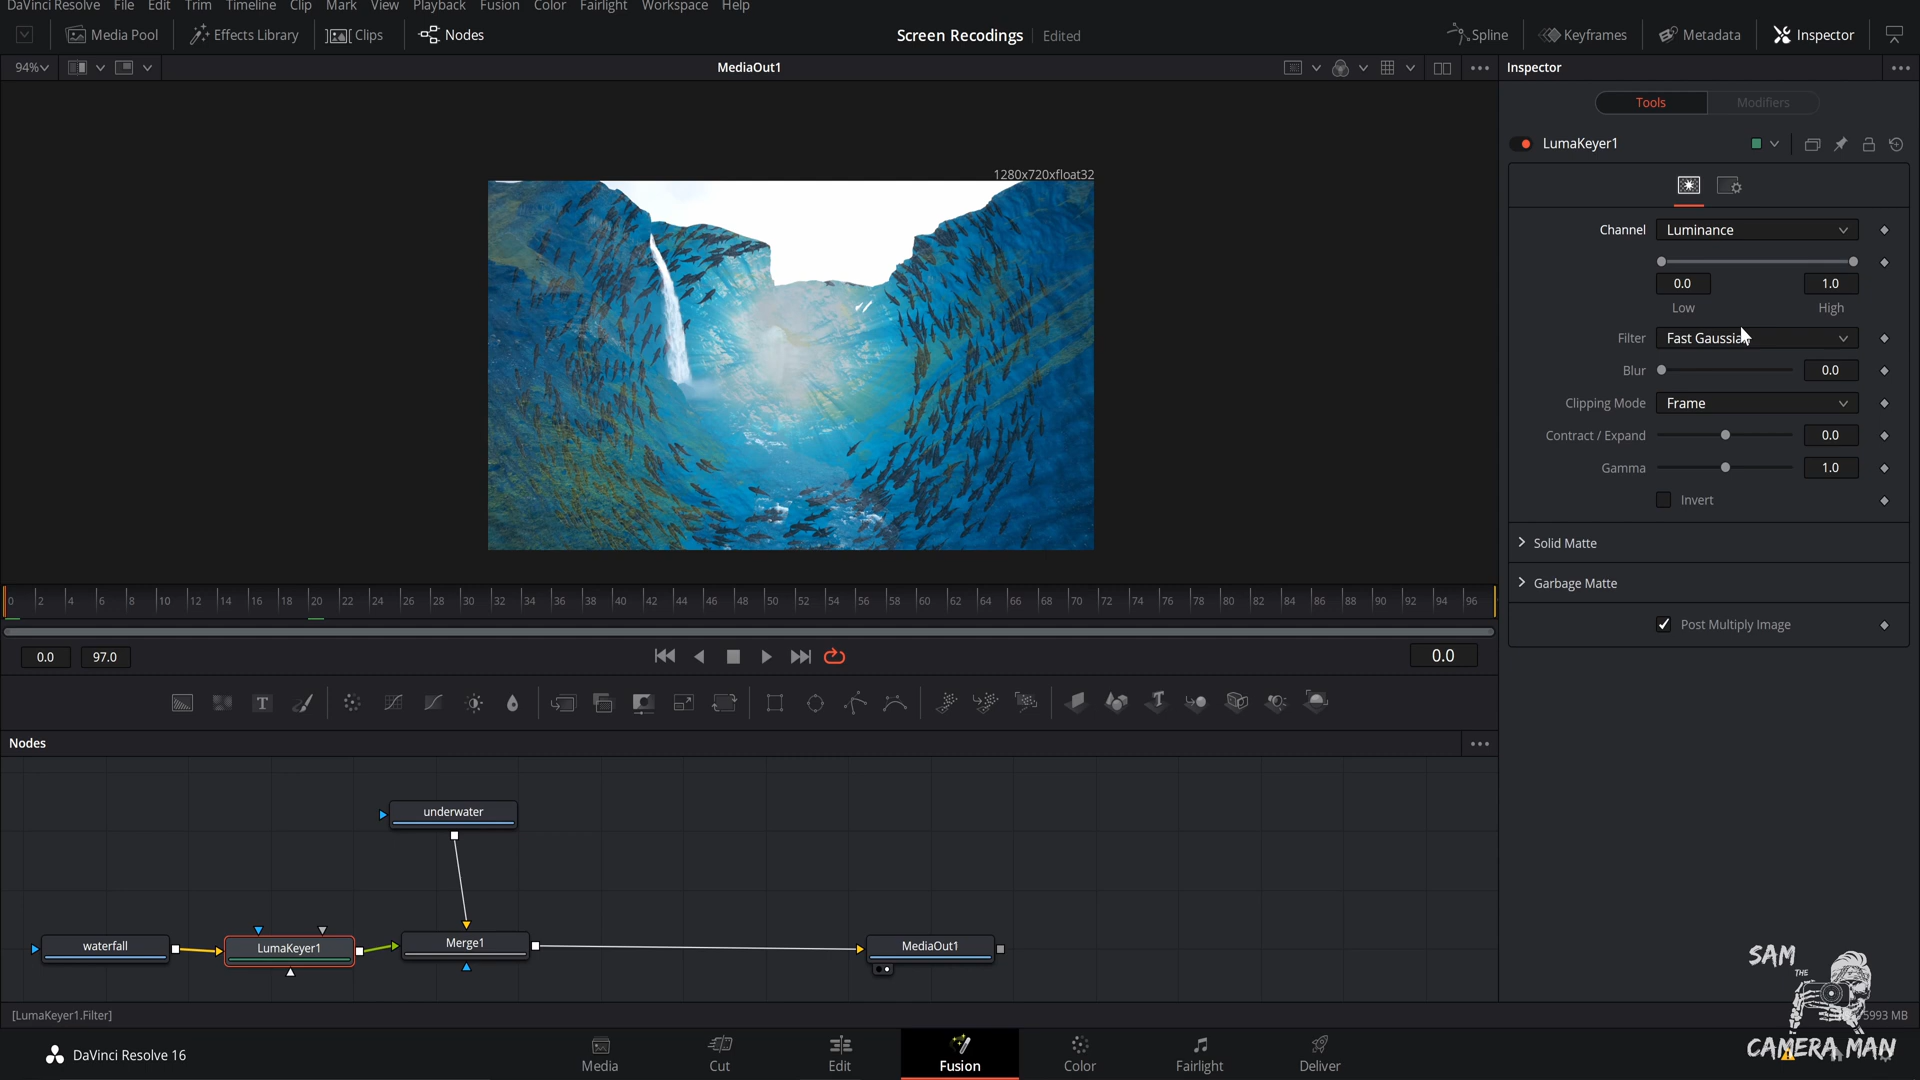 DaVinci Resolve File Edit Trim Timeline Clip Mark View Playback Fusion Color Fairlight Workspace Help
Media Pool Effects Library Clips Nodes Screen Recodings Edited Spline Keyframes Metadata Inspector
94% MediaOut1 Inspector
Tools Modifiers
LumaKeyer1
1280x720xfloat32
Channel Luminance
0.0 1.0
Low High
Filter Fast Gaussian
Blur 0.0
Clipping Mode Frame
Contract / Expand 0.0
Gamma 1.0
Invert
Solid Matte
Garbage Matte
Post Multiply Image
0 2 4 6 8 10 12 14 16 18 20 22 24 26 28 30 32 34 36 38 40 42 44 46 48 50 52 54 56 58 60 62 64 66 68 70 72 74 76 78 80 82 84 86 88 90 92 94 96
0.0 97.0 0.0
T T
Nodes
underwater
waterfall LumaKeyer1 Merge1 MediaOut1
[LumaKeyer1.Filter]
5993 MB
SAM
THE
CAMERA MAN
DaVinci Resolve 16
Media Cut Edit Fusion Color Fairlight Deliver